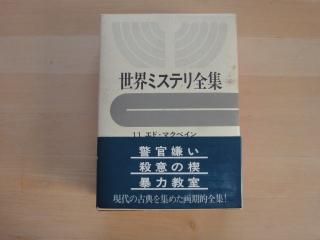 世界ミステリ全集
11 エド・マクベイン
警官嫌い
殺意の楔
暴力教室
現代の古典を集めた画期的全集!